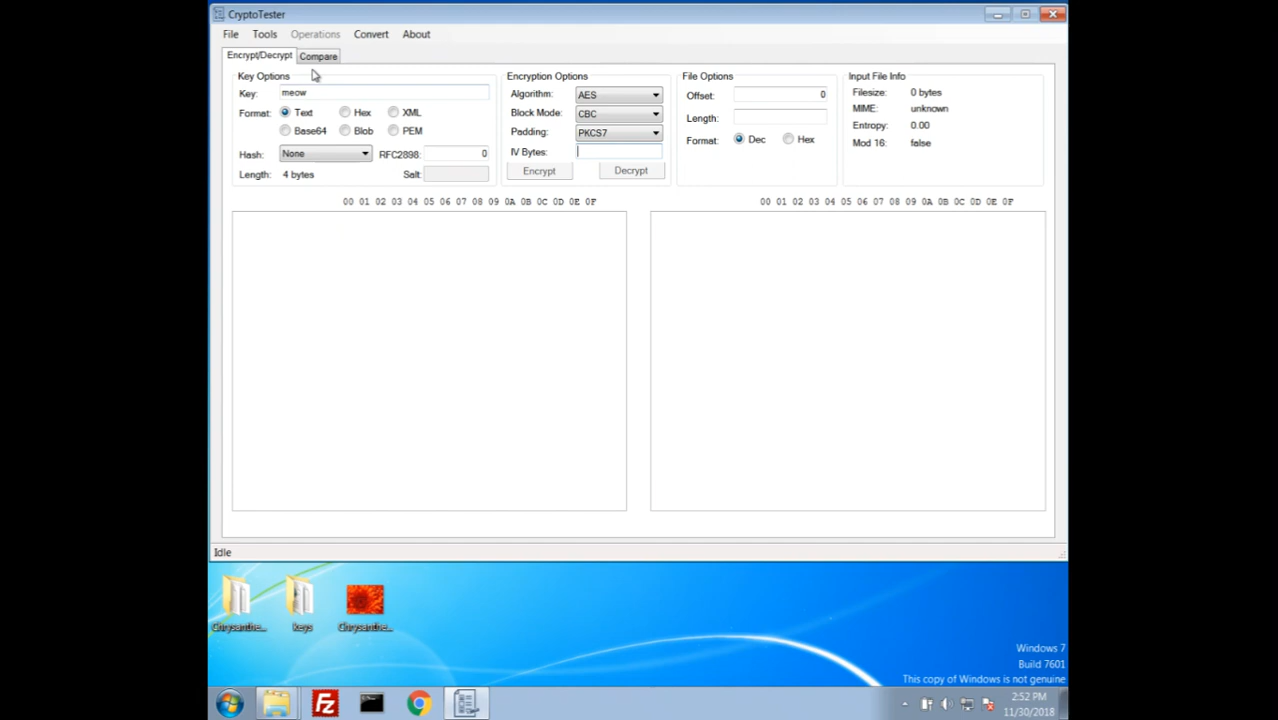 CryptoTester
File Tools Operations Convert About
Encrypt/Decrypt Compare
Key Options
Key: meow
Format: Text Hex XML
Base64 Blob PEM
Hash: None RFC2898: 0
Length: 4 bytes Salt:
Encryption Options
Algorithm: AES
Block Mode: CBC
Padding: PKCS7
IV Bytes:
Encrypt Decrypt
File Options
Offset: 0
Length:
Format: Dec Hex
Input File Info
Filesize: 0 bytes
MIME: unknown
Entropy: 0.00
Mod 16: false
00 01 02 03 04 05 06 07 08 09 0A 0B 0C 0D 0E 0F
00 01 02 03 04 05 06 07 08 09 0A 0B 0C 0D 0E 0F
Idle
Chrysanthe... keys Chrysanthe...
Windows 7
Build 7601
This copy of Windows is not genuine
2:52 PM
11/30/2018